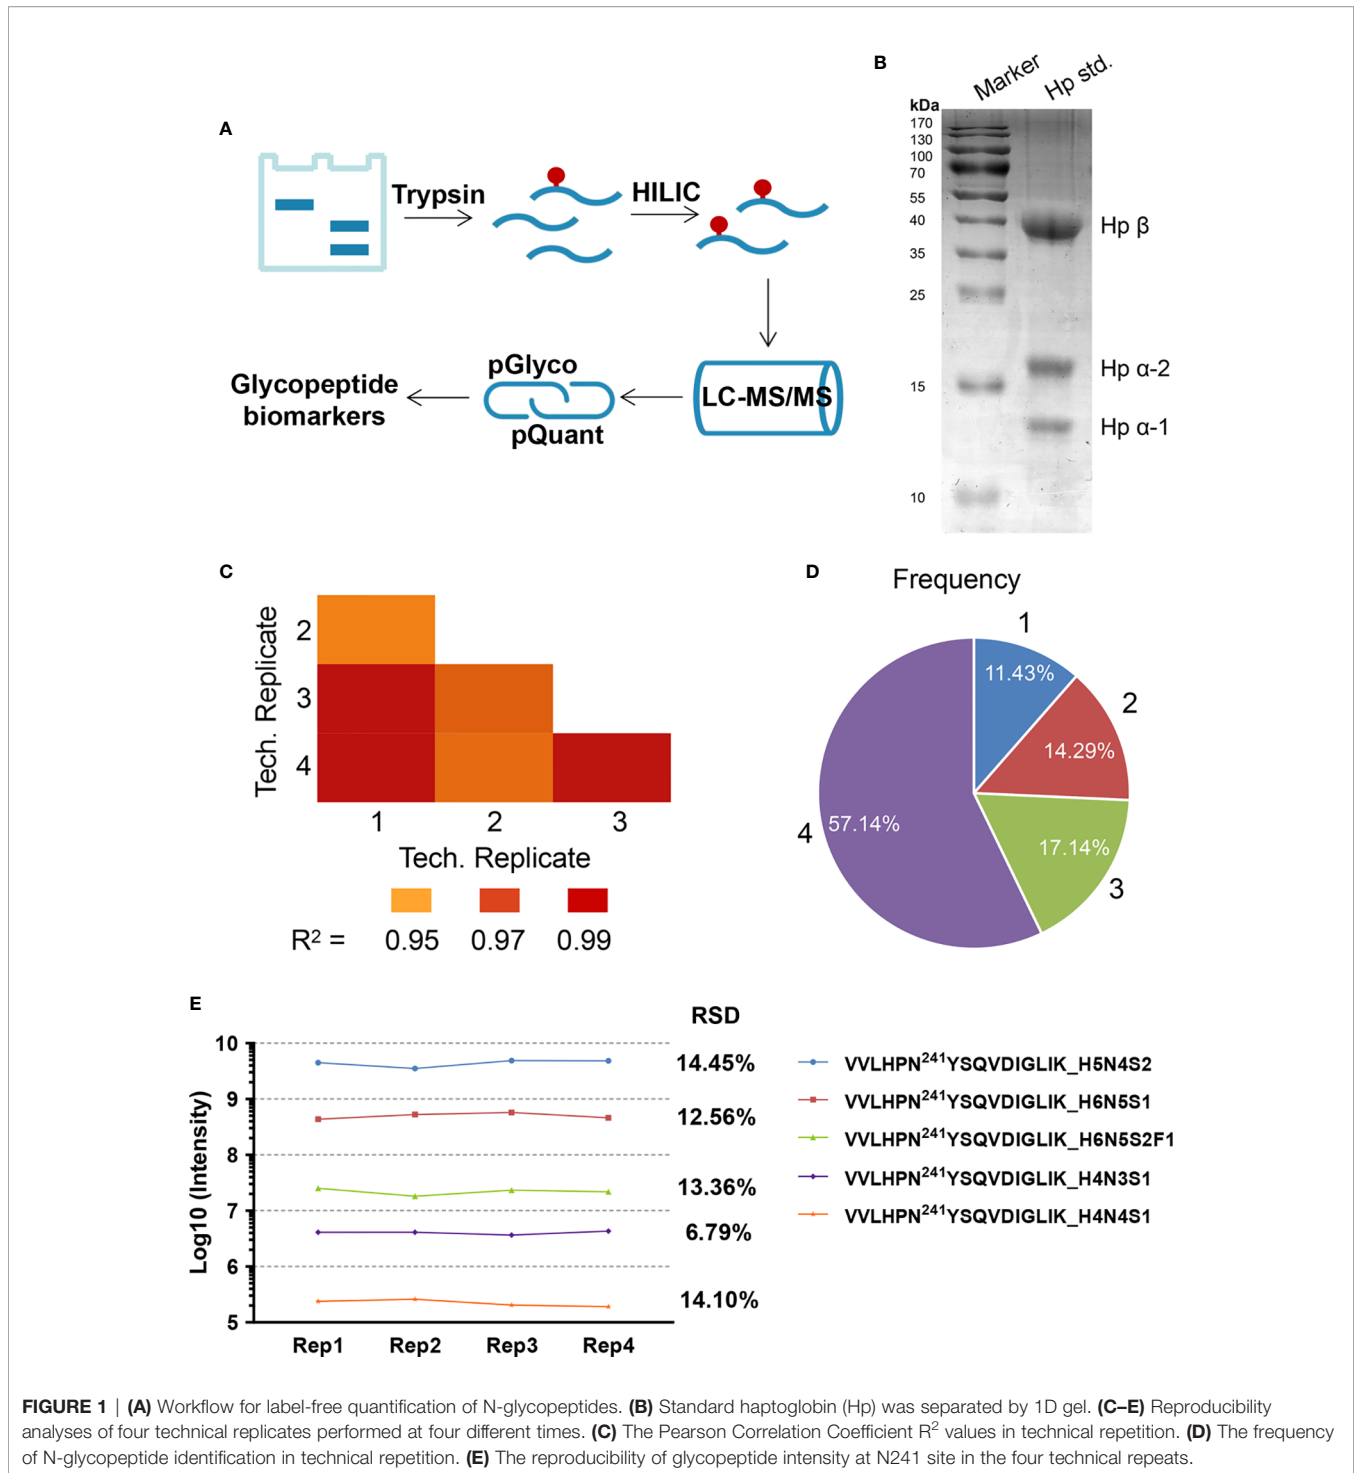 A
Trypsin
HILIC
LC-MS/MS
pGlyco
pQuant
Glycopeptide
biomarkers
B
Marker
Hp std.
kDa
170
130
100
70
55
40
35
25
15
10
Hp β
Hp α-2
Hp α-1
C
Tech. Replicate
2
3
4
1 2 3
Tech. Replicate
R² = 0.95 0.97 0.99
D
Frequency
1
11.43%
2
14.29%
3
17.14%
4
57.14%
E
RSD
Log10 (Intensity)
10
9
8
7
6
5
14.45%
12.56%
13.36%
6.79%
14.10%
Rep1 Rep2 Rep3 Rep4
VVLHPN²⁴¹YSQVDIGLIK_H5N4S2
VVLHPN²⁴¹YSQVDIGLIK_H6N5S1
VVLHPN²⁴¹YSQVDIGLIK_H6N5S2F1
VVLHPN²⁴¹YSQVDIGLIK_H4N3S1
VVLHPN²⁴¹YSQVDIGLIK_H4N4S1
FIGURE 1 | (A) Workflow for label-free quantification of N-glycopeptides. (B) Standard haptoglobin (Hp) was separated by 1D gel. (C–E) Reproducibility
analyses of four technical replicates performed at four different times. (C) The Pearson Correlation Coefficient R² values in technical repetition. (D) The frequency
of N-glycopeptide identification in technical repetition. (E) The reproducibility of glycopeptide intensity at N241 site in the four technical repeats.